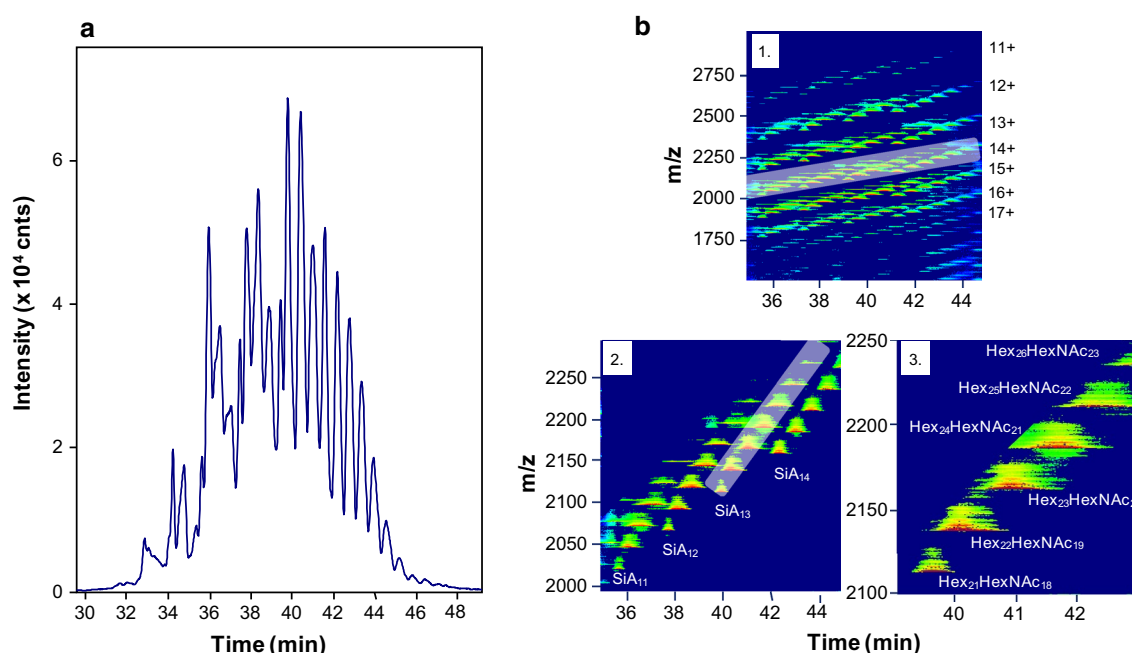 a
Intensity (x 10⁴ cnts)
6
4
2
0
30 32 34 36 38 40 42 44 46 48
Time (min)
b
1.
m/z
2750
2500
2250
2000
1750
11+
12+
13+
14+
15+
16+
17+
36 38 40 42 44
2.
m/z
2250
2200
2150
2100
2050
2000
SiA₁₄
SiA₁₃
SiA₁₂
SiA₁₁
36 38 40 42 44
3.
2250
2200
2150
2100
Hex₂₆HexNAc₂₃
Hex₂₅HexNAc₂₂
Hex₂₄HexNAc₂₁
Hex₂₃HexNAc₂
Hex₂₂HexNAc₁₉
Hex₂₁HexNAc₁₈
40 41 42
Time (min)